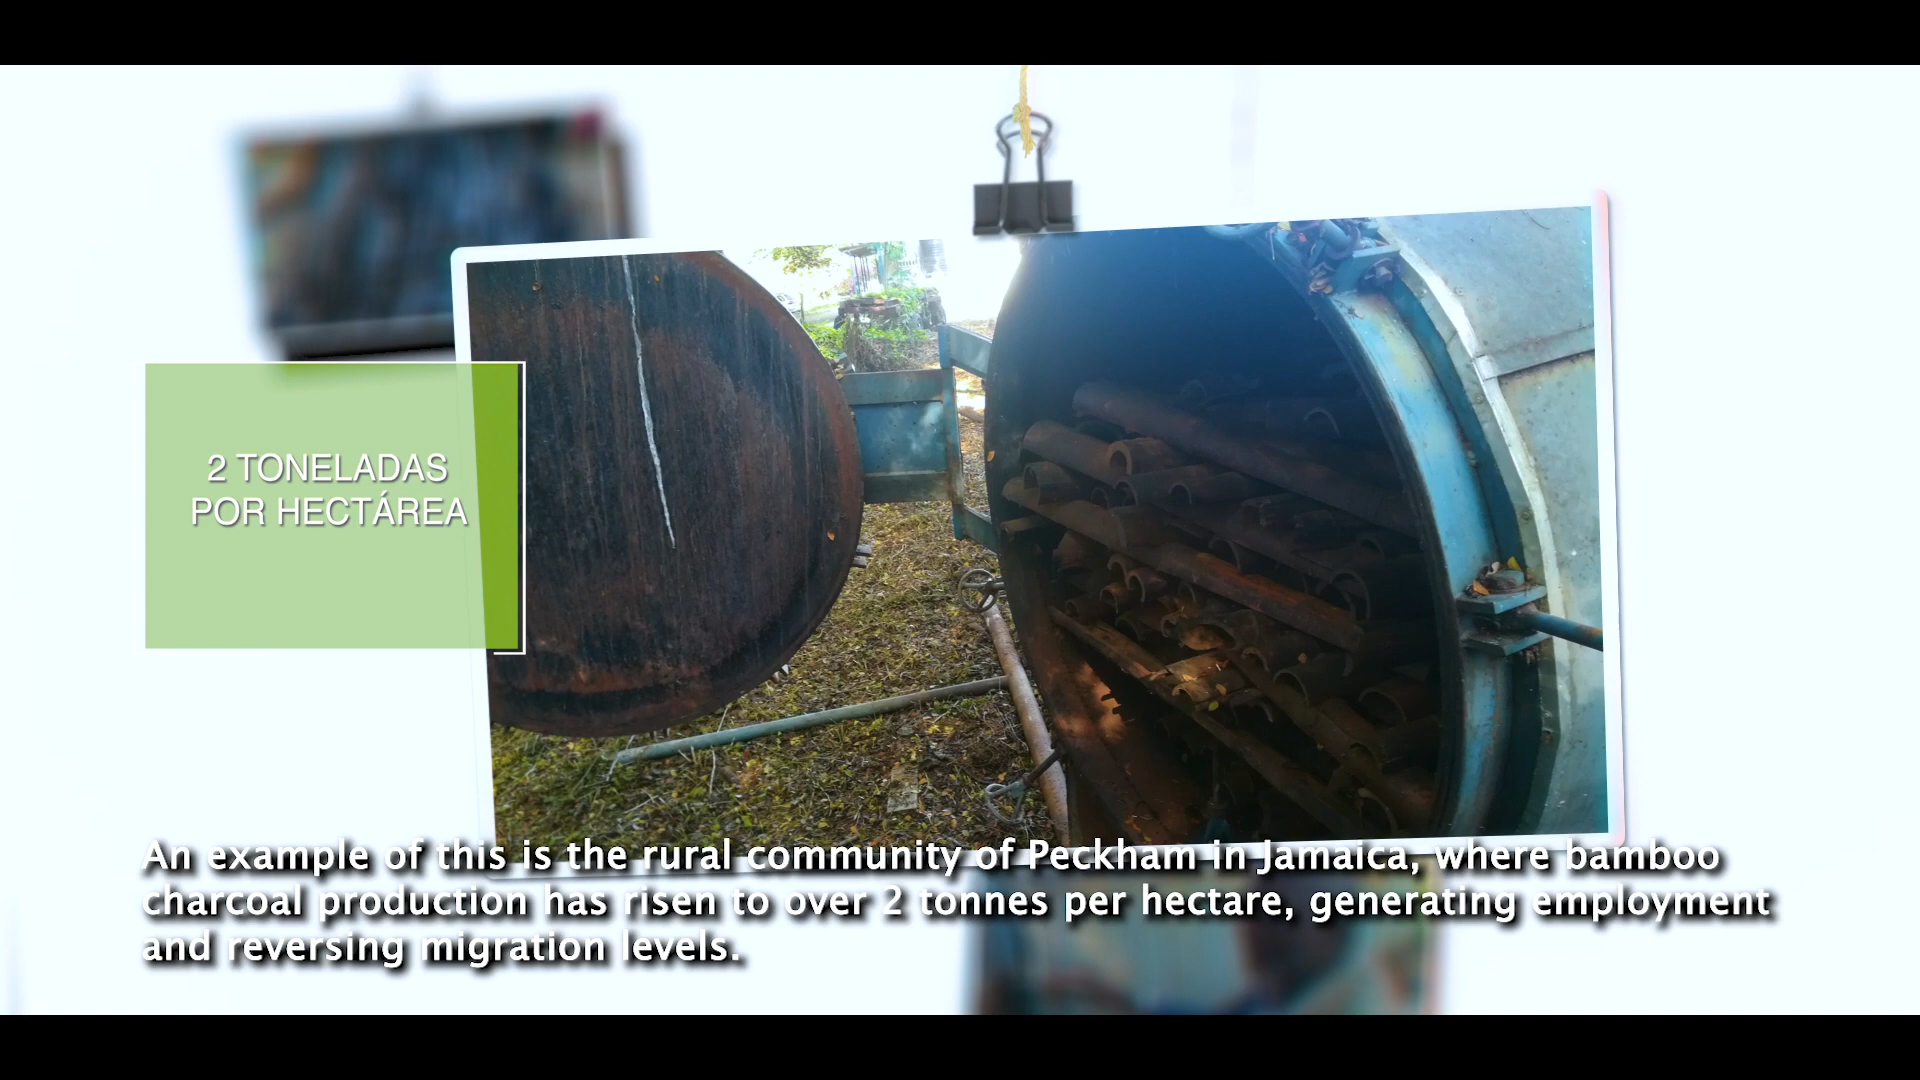 2 TONELADAS
POR HECTÁREA
An example of this is the rural community of Peckham in Jamaica, where bamboo
charcoal production has risen to over 2 tonnes per hectare, generating employment
and reversing migration levels.